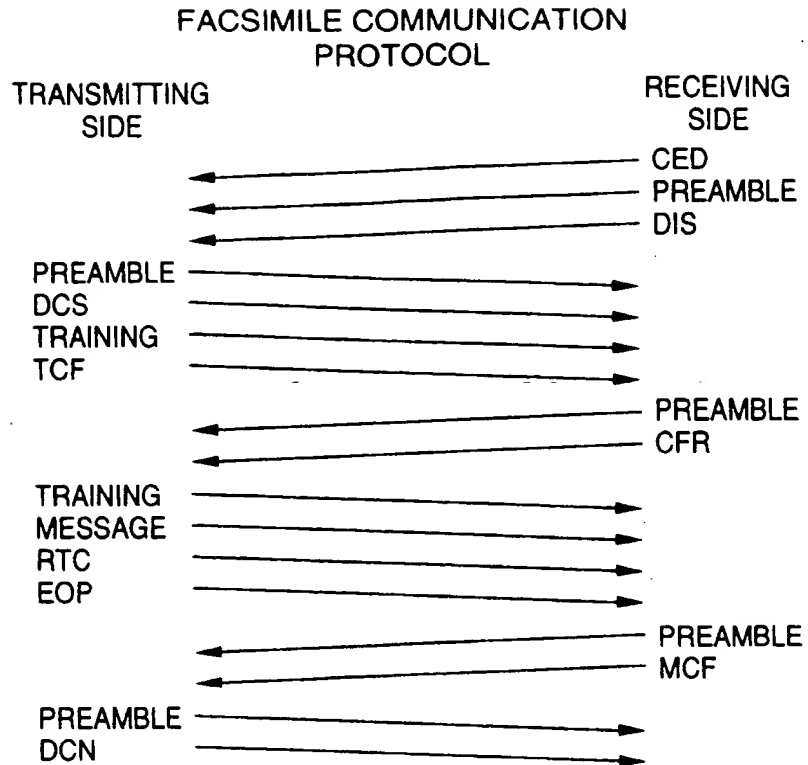 FACSIMILE COMMUNICATION
PROTOCOL
TRANSMITTING
SIDE
RECEIVING
SIDE
CED
PREAMBLE
DIS
PREAMBLE
DCS
TRAINING
TCF
PREAMBLE
CFR
TRAINING
MESSAGE
RTC
EOP
PREAMBLE
MCF
PREAMBLE
DCN